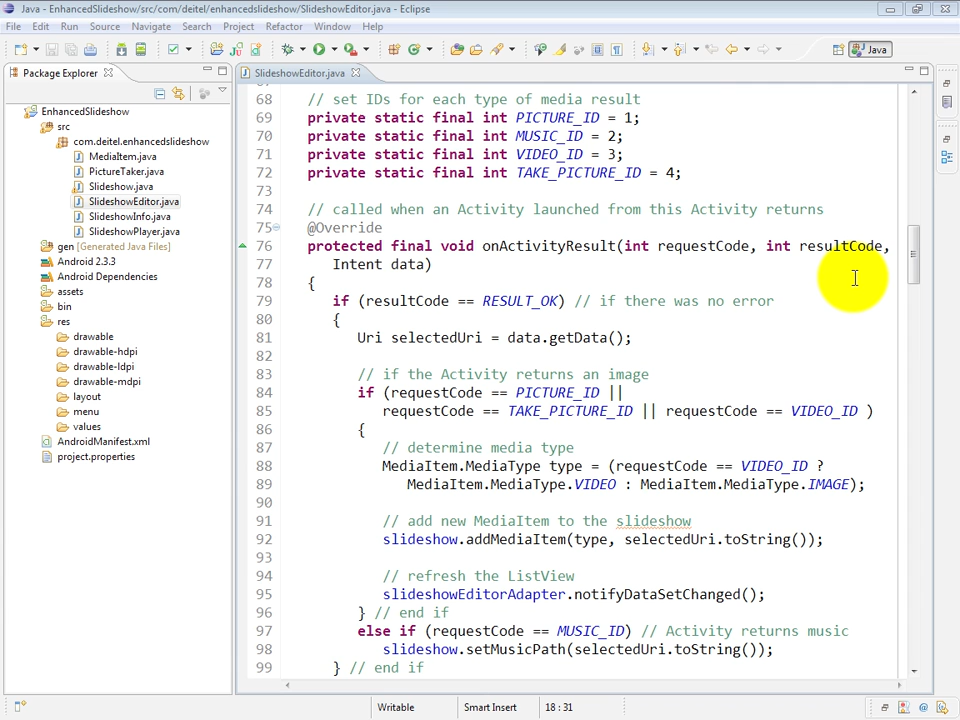 Java - EnhancedSlideshow/src/com/deitel/enhancedslideshow/SlideshowEditor.java - Eclipse
File Edit Run Source Navigate Search Project Refactor Window Help
Java
Package Explorer
EnhancedSlideshow
src
com.deitel.enhancedslideshow
MediaItem.java
PictureTaker.java
Slideshow.java
SlideshowEditor.java
SlideshowInfo.java
SlideshowPlayer.java
gen [Generated Java Files]
Android 2.3.3
Android Dependencies
assets
bin
res
drawable
drawable-hdpi
drawable-ldpi
drawable-mdpi
layout
menu
values
AndroidManifest.xml
project.properties
SlideshowEditor.java
68 // set IDs for each type of media result
69 private static final int PICTURE_ID = 1;
70 private static final int MUSIC_ID = 2;
71 private static final int VIDEO_ID = 3;
72 private static final int TAKE_PICTURE_ID = 4;
73
74 // called when an Activity launched from this Activity returns
75 @Override
76 protected final void onActivityResult(int requestCode, int resultCode,
77 Intent data)
78 {
79 if (resultCode == RESULT_OK) // if there was no error
80 {
81 Uri selectedUri = data.getData();
82
83 // if the Activity returns an image
84 if (requestCode == PICTURE_ID ||
85 requestCode == TAKE_PICTURE_ID || requestCode == VIDEO_ID )
86 {
87 // determine media type
88 MediaItem.MediaType type = (requestCode == VIDEO_ID ?
89 MediaItem.MediaType.VIDEO : MediaItem.MediaType.IMAGE);
90
91 // add new MediaItem to the slideshow
92 slideshow.addMediaItem(type, selectedUri.toString());
93
94 // refresh the ListView
95 slideshowEditorAdapter.notifyDataSetChanged();
96 } // end if
97 else if (requestCode == MUSIC_ID) // Activity returns music
98 slideshow.setMusicPath(selectedUri.toString());
99 } // end if
Writable Smart Insert 18 : 31